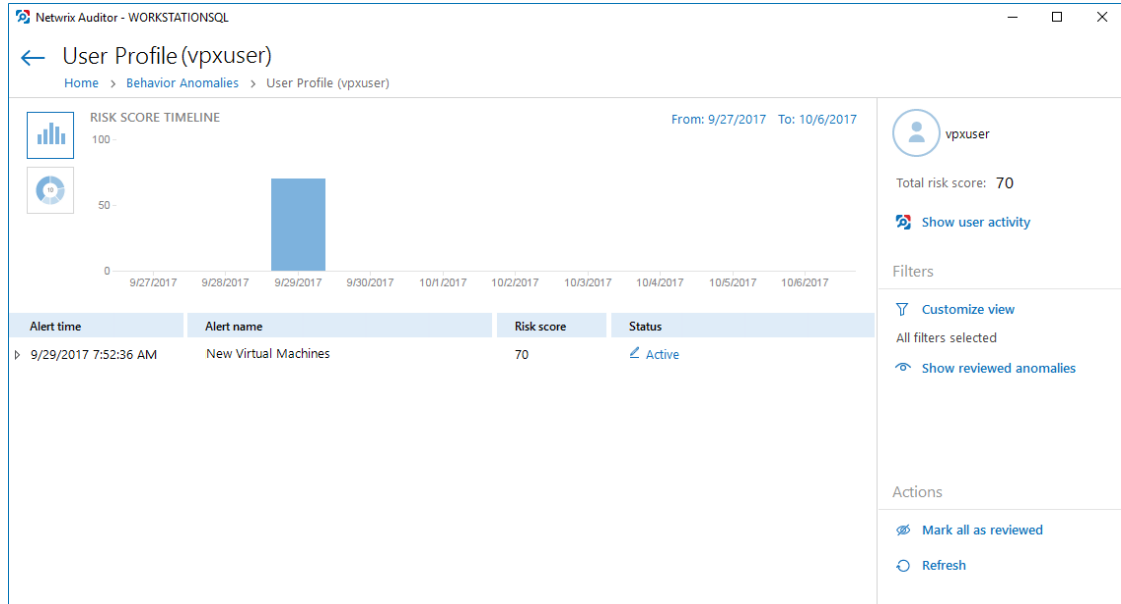 Netwrix Auditor - WORKSTATIONSQL
User Profile (vpxuser)
Home > Behavior Anomalies > User Profile (vpxuser)
RISK SCORE TIMELINE
From: 9/27/2017 To: 10/6/2017
100
50
0
9/27/2017 9/28/2017 9/29/2017 9/30/2017 10/1/2017 10/2/2017 10/3/2017 10/4/2017 10/5/2017 10/6/2017
10
Alert time Alert name Risk score Status
9/29/2017 7:52:36 AM New Virtual Machines 70 Active
vpxuser
Total risk score: 70
Show user activity
Filters
Customize view
All filters selected
Show reviewed anomalies
Actions
Mark all as reviewed
Refresh